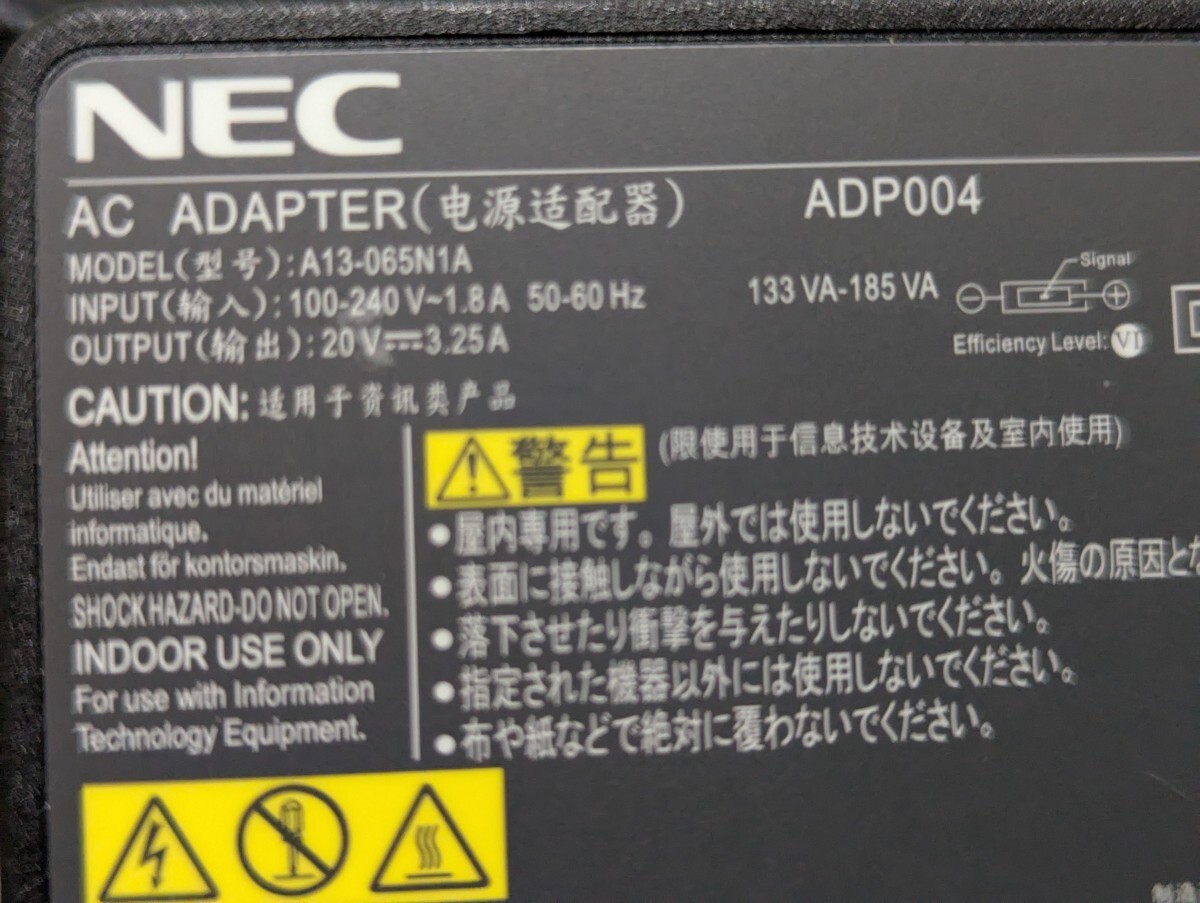 NEC
AC ADAPTER(电源适配器) ADP004
MODEL(型号):A13-065N1A
INPUT(输入):100-240 V~1.8 A 50-60 Hz 133 VA-185 VA
Signal
OUTPUT(输出):20 V⎓3.25 A
Efficiency Level: VI
CAUTION: 适用于资讯类产品
Attention!
Utiliser avec du matériel
informatique.
Endast för kontorsmaskin.
SHOCK HAZARD-DO NOT OPEN.
INDOOR USE ONLY
For use with Information
Technology Equipment.
警告 (限使用于信息技术设备及室内使用)
●屋内専用です。屋外では使用しないでください。
●表面に接触しながら使用しないでください。火傷の原因とな
●落下させたり衝撃を与えたりしないでください。
●指定された機器以外には使用しないでください。
●布や紙などで絶対に覆わないでください。
制造